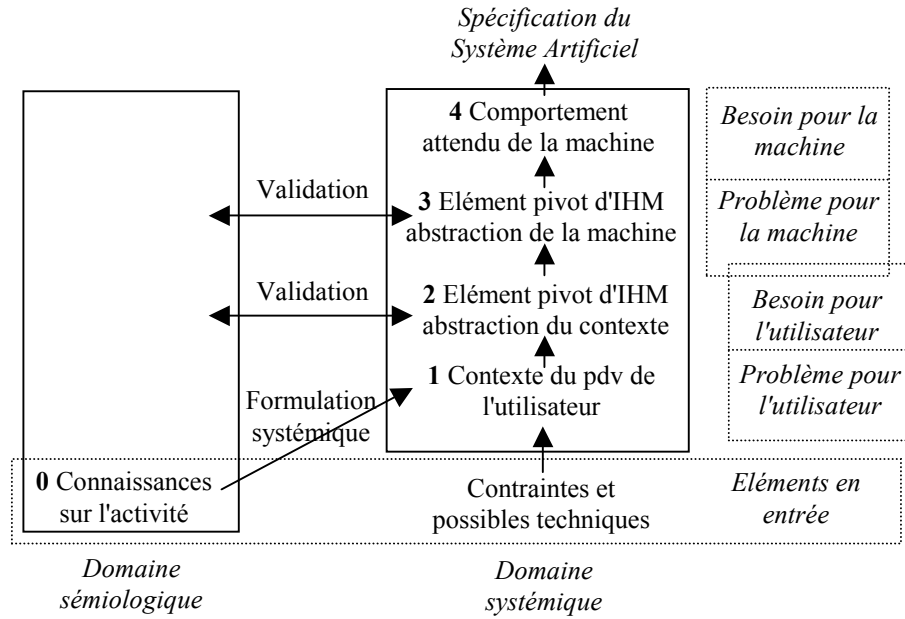 Spécification du
Système Artificiel
4 Comportement
attendu de la machine
Besoin pour la
machine
Validation
3 Elément pivot d'IHM
abstraction de la machine
Problème pour
la machine
Validation
2 Elément pivot d'IHM
abstraction du contexte
Besoin pour
l'utilisateur
Formulation
systémique
1 Contexte du pdv de
l'utilisateur
Problème pour
l'utilisateur
0 Connaissances
sur l'activité
Contraintes et
possibles techniques
Eléments en
entrée
Domaine
sémiologique
Domaine
systémique